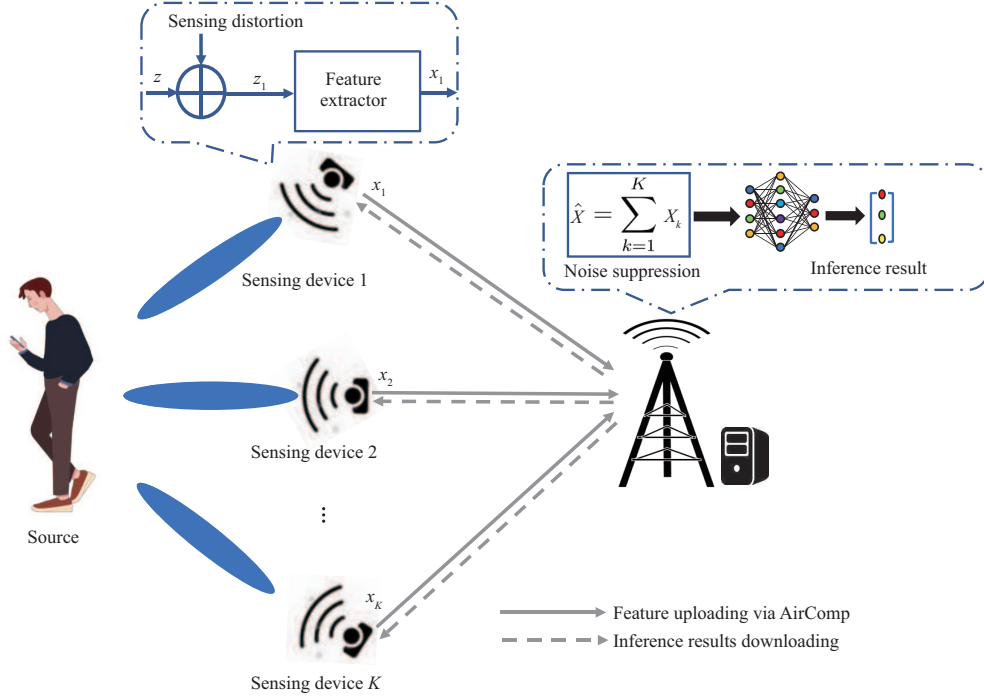 Sensing distortion
z
z₁
Feature
extractor
x₁
x₁
Sensing device 1
K
X̂ = ∑ Xₖ
k=1
Noise suppression
Inference result
x₂
Sensing device 2
Source
⋮
x_K
Sensing device K
Feature uploading via AirComp
Inference results downloading